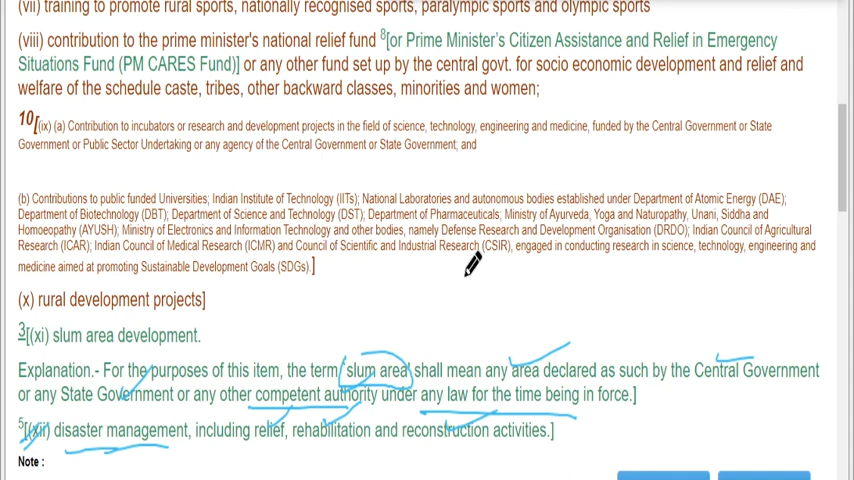 (vii) training to promote rural sports, nationally recognised sports, paralympic sports and olympic sports
(viii) contribution to the prime minister's national relief fund 8[or Prime Minister's Citizen Assistance and Relief in Emergency
Situations Fund (PM CARES Fund)] or any other fund set up by the central govt. for socio economic development and relief and
welfare of the schedule caste, tribes, other backward classes, minorities and women;
10[(ix) (a) Contribution to incubators or research and development projects in the field of science, technology, engineering and medicine, funded by the Central Government or State
Government or Public Sector Undertaking or any agency of the Central Government or State Government; and
(b) Contributions to public funded Universities; Indian Institute of Technology (IITs); National Laboratories and autonomous bodies established under Department of Atomic Energy (DAE);
Department of Biotechnology (DBT); Department of Science and Technology (DST); Department of Pharmaceuticals; Ministry of Ayurveda, Yoga and Naturopathy, Unani, Siddha and
Homoeopathy (AYUSH); Ministry of Electronics and Information Technology and other bodies, namely Defense Research and Development Organisation (DRDO); Indian Council of Agricultural
Research (ICAR); Indian Council of Medical Research (ICMR) and Council of Scientific and Industrial Research (CSIR), engaged in conducting research in science, technology, engineering and
medicine aimed at promoting Sustainable Development Goals (SDGs).]
(x) rural development projects]
3[(xi) slum area development.
Explanation.- For the purposes of this item, the term 'slum area' shall mean any area declared as such by the Central Government
or any State Government or any other competent authority under any law for the time being in force.]
5[(xii) disaster management, including relief, rehabilitation and reconstruction activities.]
Note :